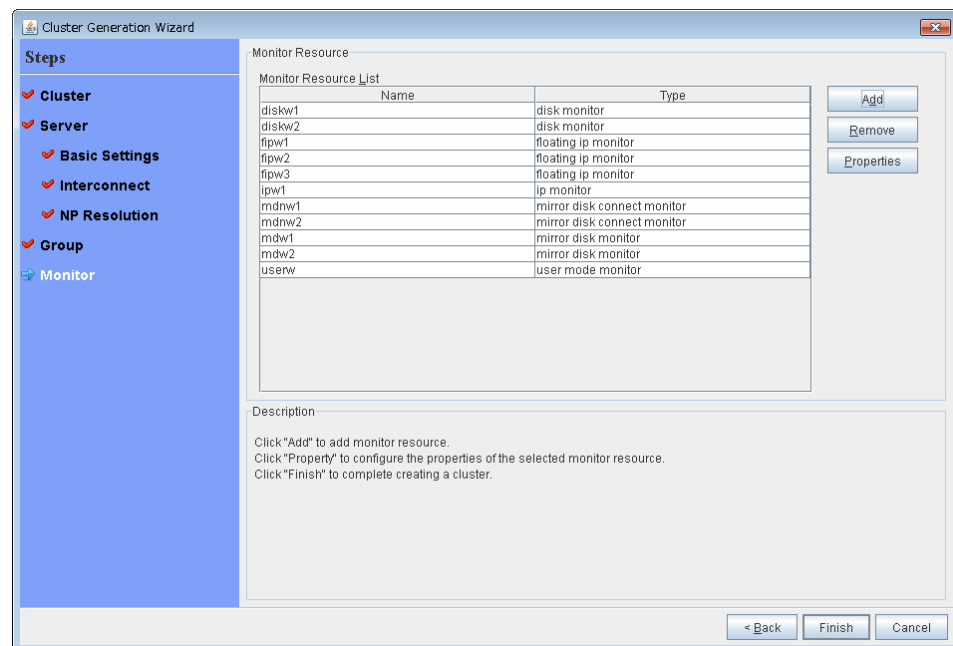 Cluster Generation Wizard
Steps
Cluster
Server
Basic Settings
Interconnect
NP Resolution
Group
Monitor
Monitor Resource
Monitor Resource List
Name Type
diskw1 disk monitor
diskw2 disk monitor
fipw1 floating ip monitor
fipw2 floating ip monitor
fipw3 floating ip monitor
ipw1 ip monitor
mdnw1 mirror disk connect monitor
mdnw2 mirror disk connect monitor
mdw1 mirror disk monitor
mdw2 mirror disk monitor
userw user mode monitor
Add
Remove
Properties
Description
Click "Add" to add monitor resource.
Click "Property" to configure the properties of the selected monitor resource.
Click "Finish" to complete creating a cluster.
< Back Finish Cancel